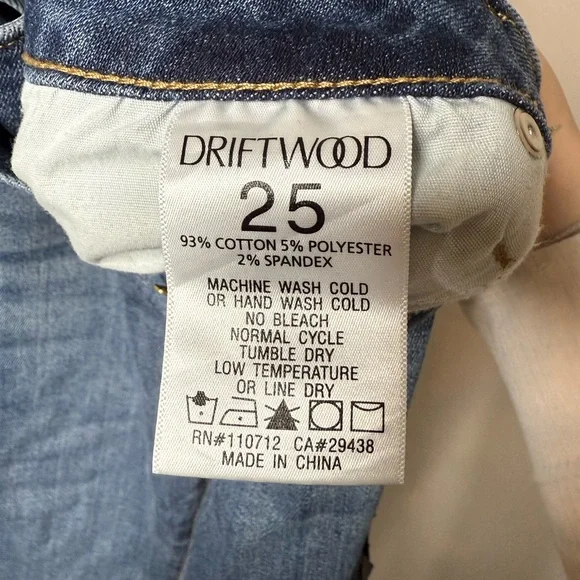 DRIFTWOOD
25
93% COTTON 5% POLYESTER
2% SPANDEX
MACHINE WASH COLD
OR HAND WASH COLD
NO BLEACH
NORMAL CYCLE
TUMBLE DRY
LOW TEMPERATURE
OR LINE DRY
RN#110712 CA#29438
MADE IN CHINA